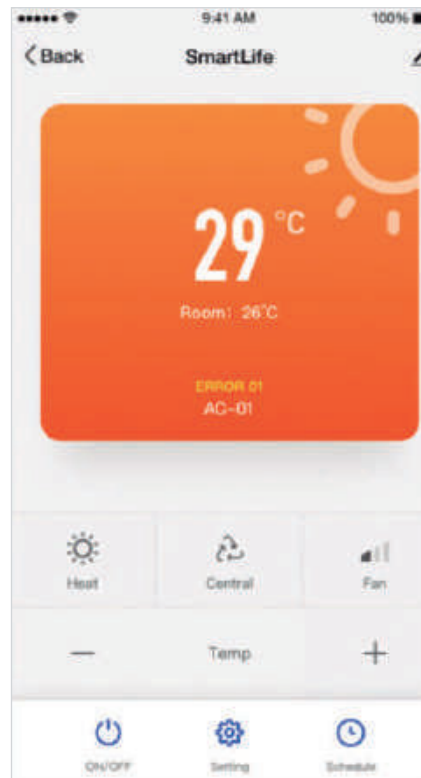 9:41 AM 100%
Back SmartLife
29 °C
Room: 26°C
ERROR 01
AC-01
Heat Central Fan
— Temp +
ON/OFF Setting Schedule